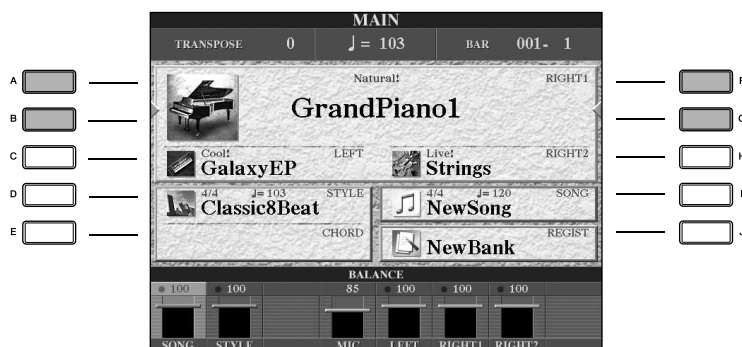 MAIN
TRANSPOSE 0 ♩= 103 BAR 001- 1
A
B
C
D
E
Natural! RIGHT1
GrandPiano1
Cool! LEFT
GalaxyEP
Live! RIGHT2
Strings
4/4 ♩=103 STYLE
Classic8Beat
CHORD
4/4 ♩=120 SONG
NewSong
REGIST
NewBank
BALANCE
100 100 85 100 100 100
SONG STYLE MIC LEFT RIGHT1 RIGHT2